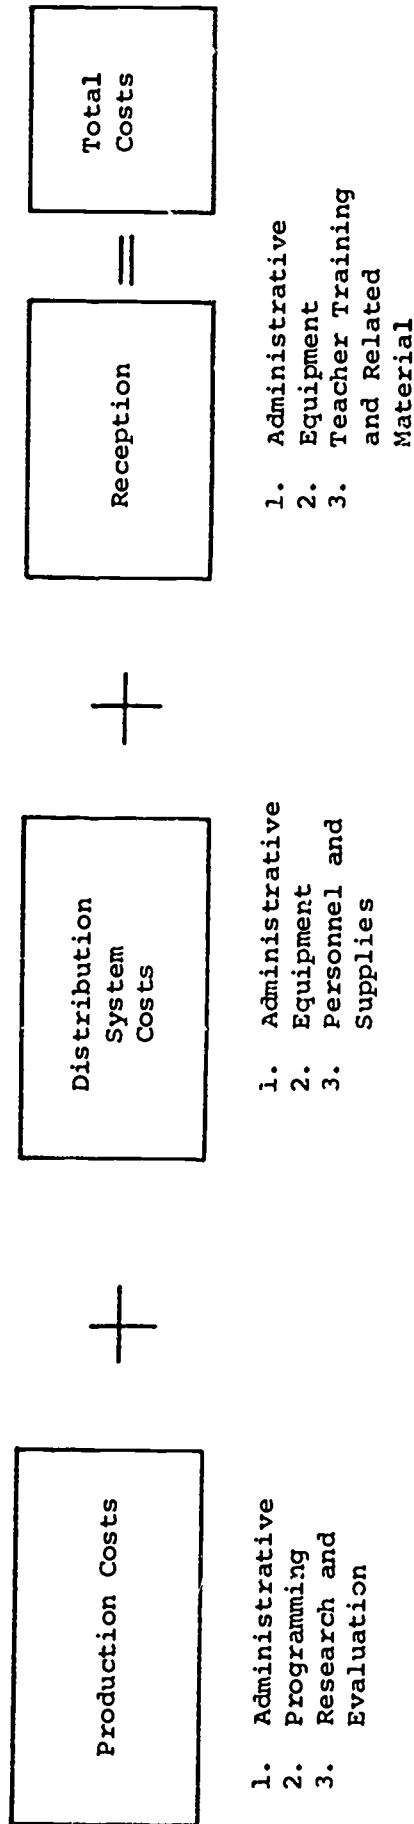 Production Costs
+
Distribution
System
Costs
+
Reception
=
Total
Costs
1. Administrative
2. Programming
3. Research and
Evaluation
1. Administrative
2. Equipment
3. Personnel and
Supplies
1. Administrative
2. Equipment
3. Teacher Training
and Related
Material